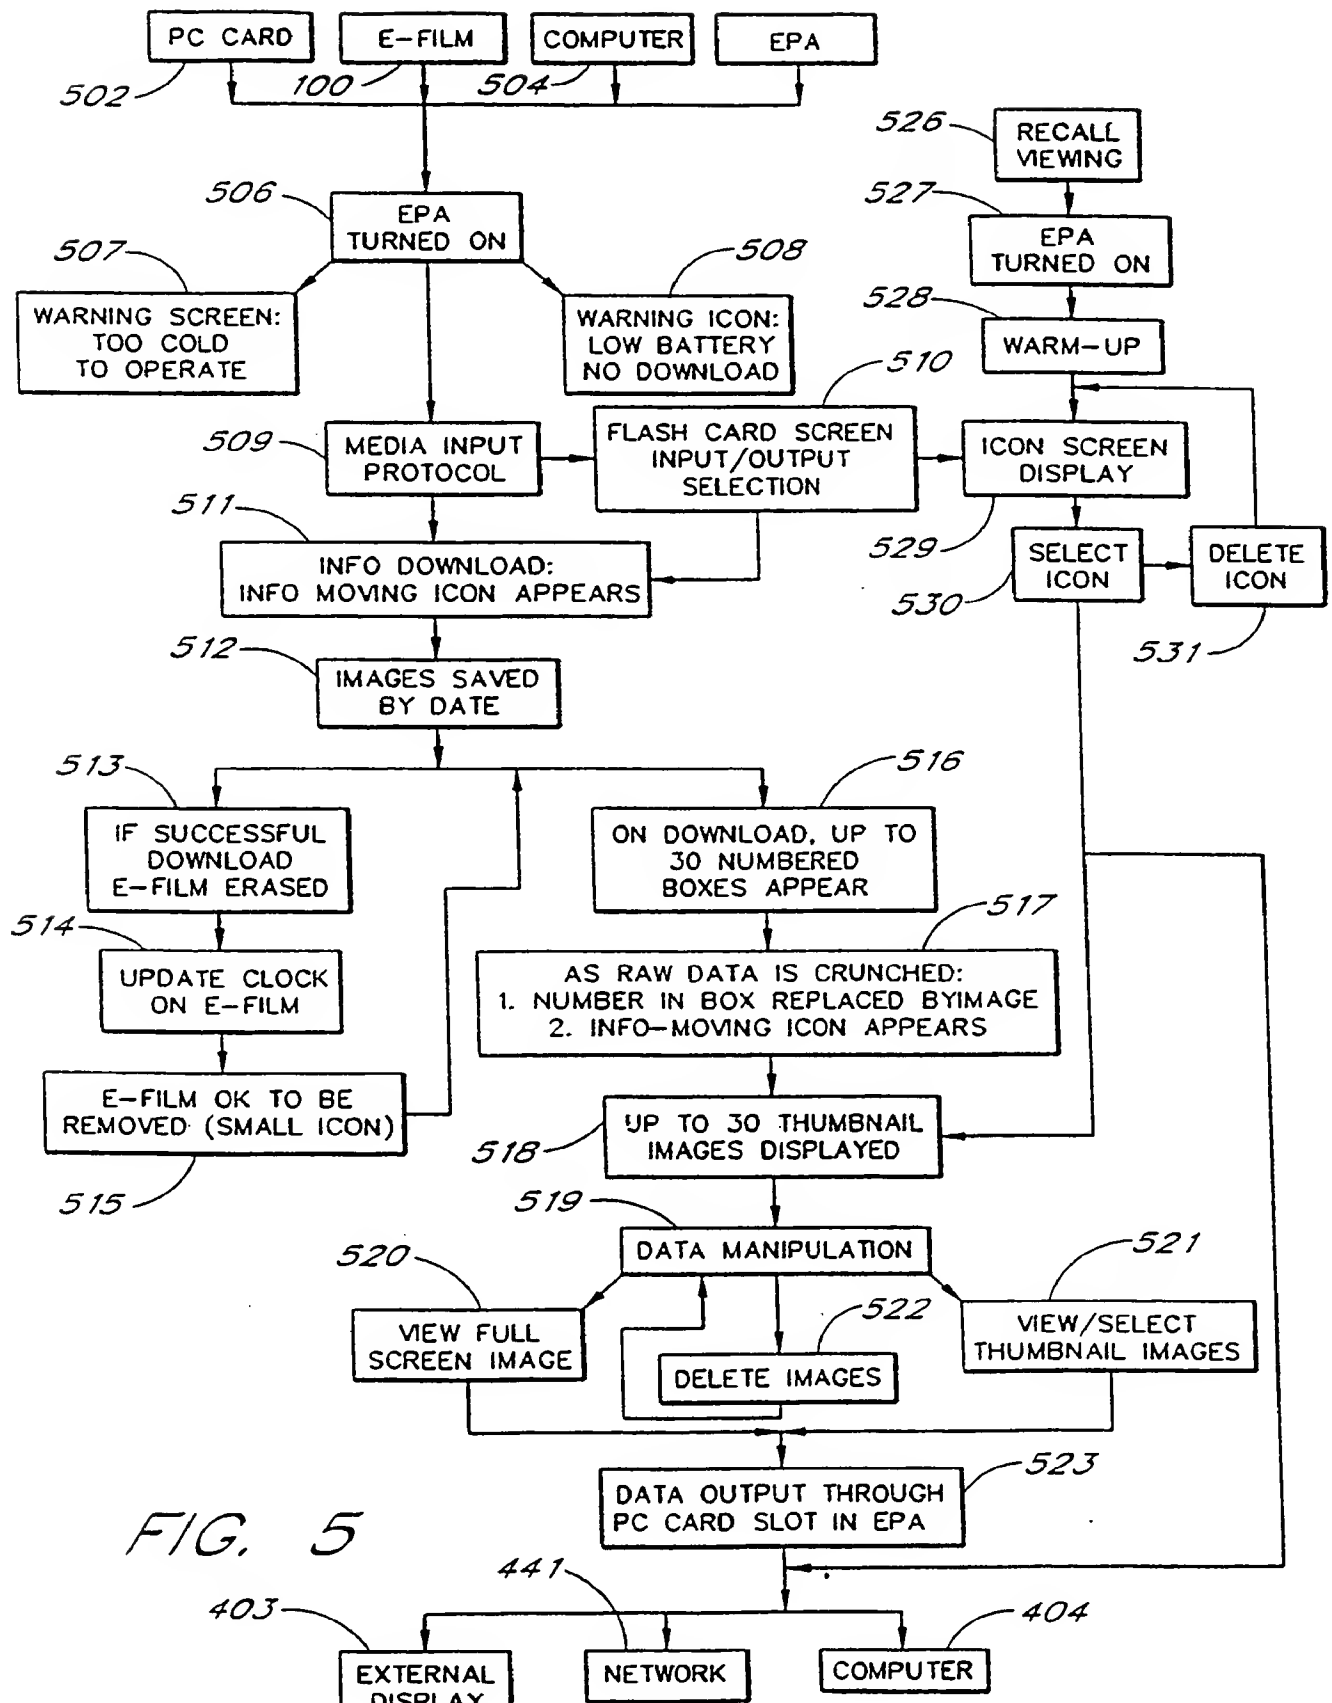 PC CARD
E-FILM
COMPUTER
EPA
502
100
504
526
RECALL
VIEWING
527
506
EPA
TURNED ON
EPA
TURNED ON
507
508
528
WARNING SCREEN:
TOO COLD
TO OPERATE
WARNING ICON:
LOW BATTERY
NO DOWNLOAD
WARM-UP
510
509
MEDIA INPUT
PROTOCOL
FLASH CARD SCREEN
INPUT/OUTPUT
SELECTION
ICON SCREEN
DISPLAY
511
529
INFO DOWNLOAD:
INFO MOVING ICON APPEARS
SELECT
ICON
DELETE
ICON
530
531
512
IMAGES SAVED
BY DATE
513
516
IF SUCCESSFUL
DOWNLOAD
E-FILM ERASED
ON DOWNLOAD, UP TO
30 NUMBERED
BOXES APPEAR
514
517
UPDATE CLOCK
ON E-FILM
AS RAW DATA IS CRUNCHED:
1. NUMBER IN BOX REPLACED BYIMAGE
2. INFO-MOVING ICON APPEARS
E-FILM OK TO BE
REMOVED (SMALL ICON)
515
518
UP TO 30 THUMBNAIL
IMAGES DISPLAYED
519
DATA MANIPULATION
520
521
522
VIEW FULL
SCREEN IMAGE
DELETE IMAGES
VIEW/SELECT
THUMBNAIL IMAGES
523
DATA OUTPUT THROUGH
PC CARD SLOT IN EPA
FIG. 5
441
403
404
EXTERNAL
DISPLAY
NETWORK
COMPUTER